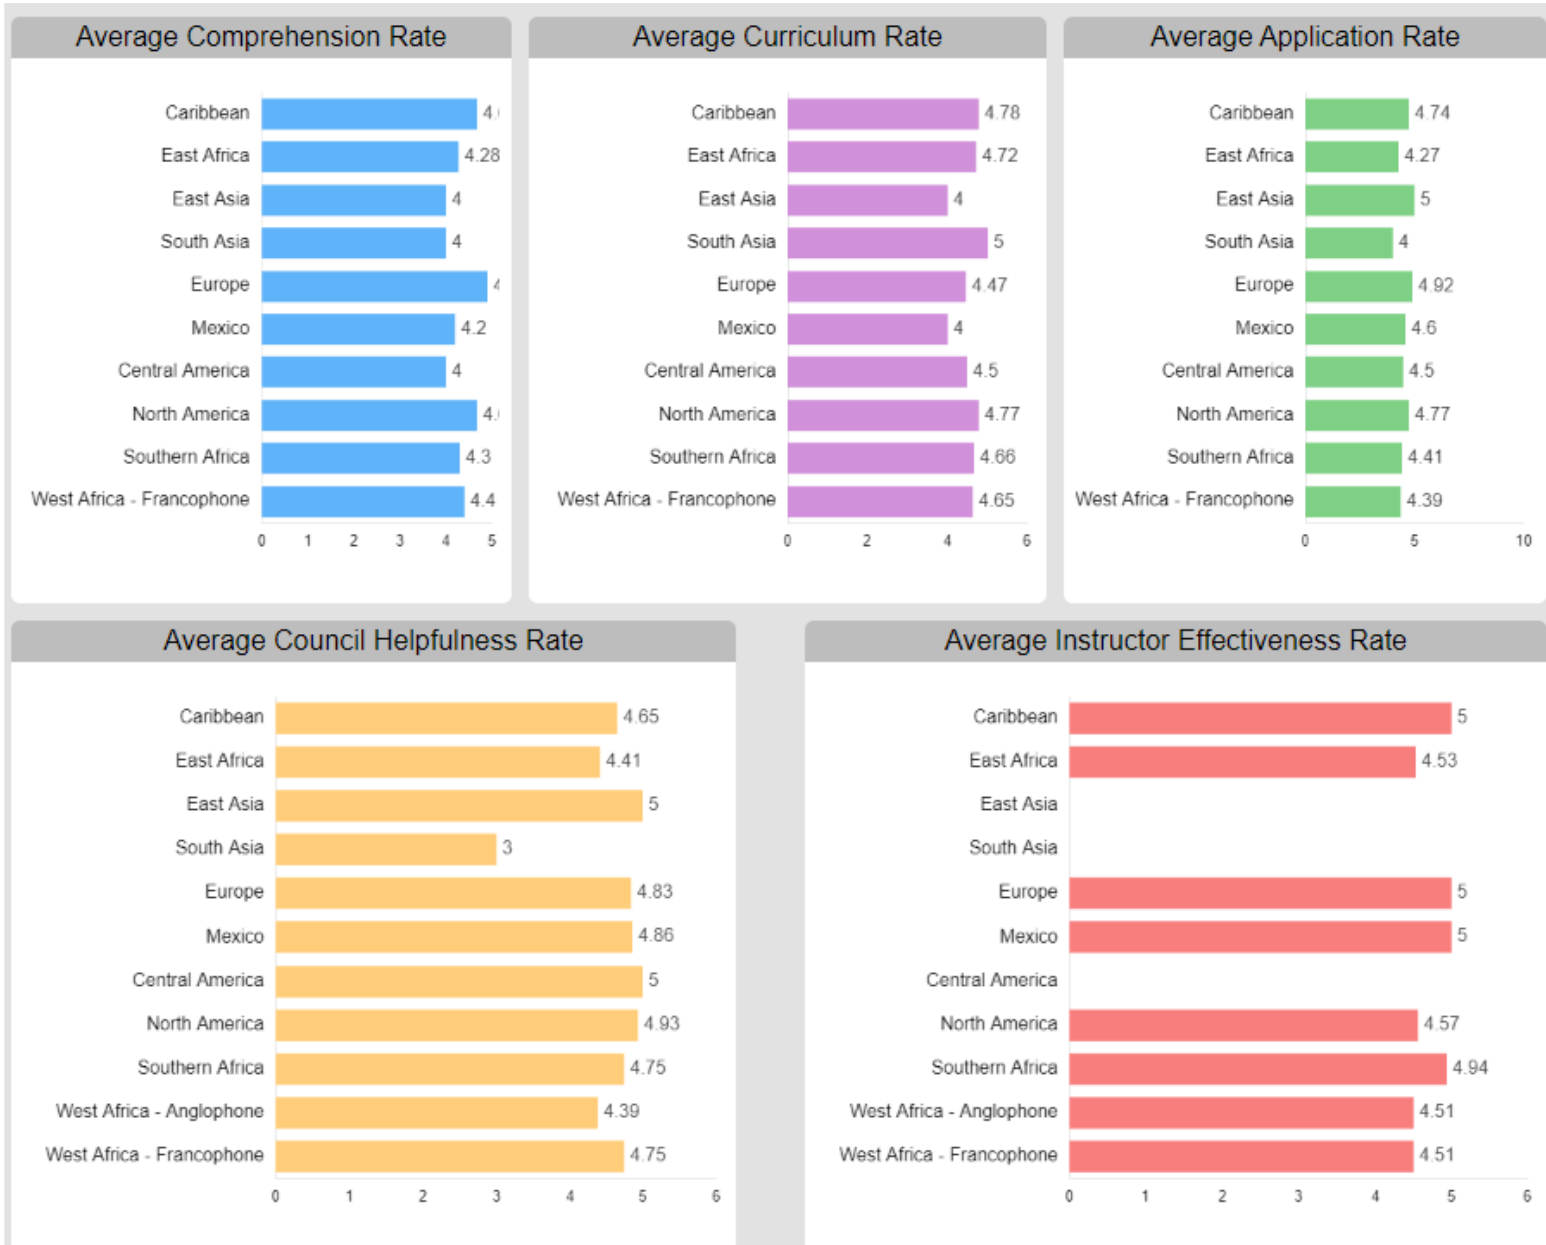 Average Comprehension Rate
Caribbean
East Africa 4.28
East Asia 4
South Asia 4
Europe
Mexico 4.2
Central America 4
North America
Southern Africa 4.3
West Africa - Francophone 4.4
0 1 2 3 4 5
Average Curriculum Rate
Caribbean 4.78
East Africa 4.72
East Asia 4
South Asia 5
Europe 4.47
Mexico 4
Central America 4.5
North America 4.77
Southern Africa 4.66
West Africa - Francophone 4.65
0 2 4 6
Average Application Rate
Caribbean 4.74
East Africa 4.27
East Asia 5
South Asia 4
Europe 4.92
Mexico 4.6
Central America 4.5
North America 4.77
Southern Africa 4.41
West Africa - Francophone 4.39
0 5 10
Average Council Helpfulness Rate
Caribbean 4.65
East Africa 4.41
East Asia 5
South Asia 3
Europe 4.83
Mexico 4.86
Central America 5
North America 4.93
Southern Africa 4.75
West Africa - Anglophone 4.39
West Africa - Francophone 4.75
0 1 2 3 4 5 6
Average Instructor Effectiveness Rate
Caribbean 5
East Africa 4.53
East Asia
South Asia
Europe 5
Mexico 5
Central America
North America 4.57
Southern Africa 4.94
West Africa - Anglophone 4.51
West Africa - Francophone 4.51
0 1 2 3 4 5 6